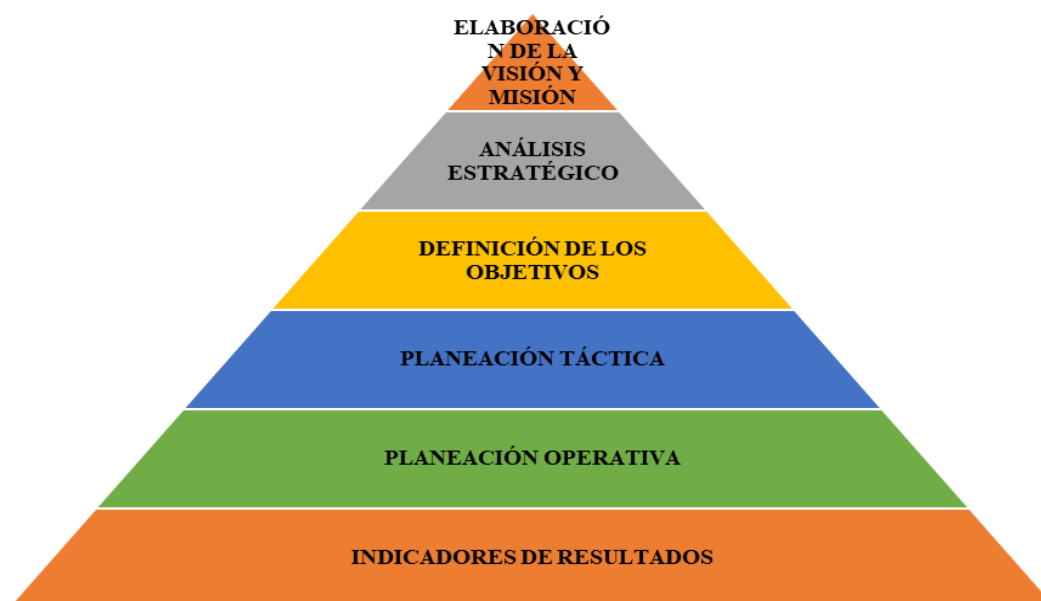 ELABORACIÓ
N DE LA
VISIÓN Y
MISIÓN
ANÁLISIS
ESTRATÉGICO
DEFINICIÓN DE LOS
OBJETIVOS
PLANEACIÓN TÁCTICA
PLANEACIÓN OPERATIVA
INDICADORES DE RESULTADOS